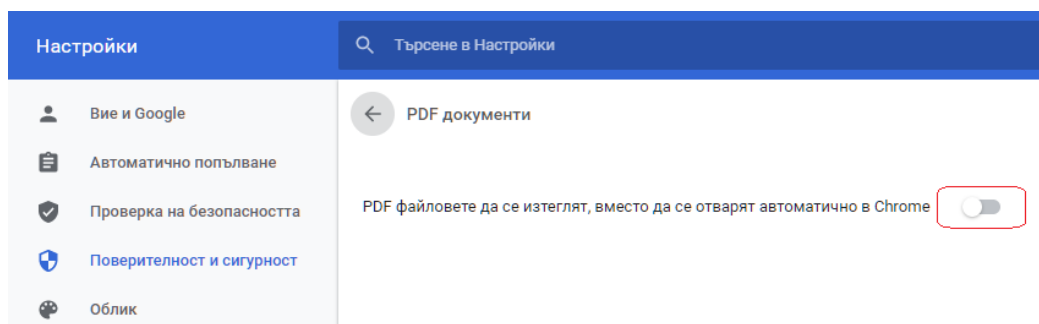 Настройки
Търсене в Настройки
Вие и Google
Автоматично попълване
Проверка на безопасността
Поверителност и сигурност
Облик
PDF документи
PDF файловете да се изтеглят, вместо да се отварят автоматично в Chrome